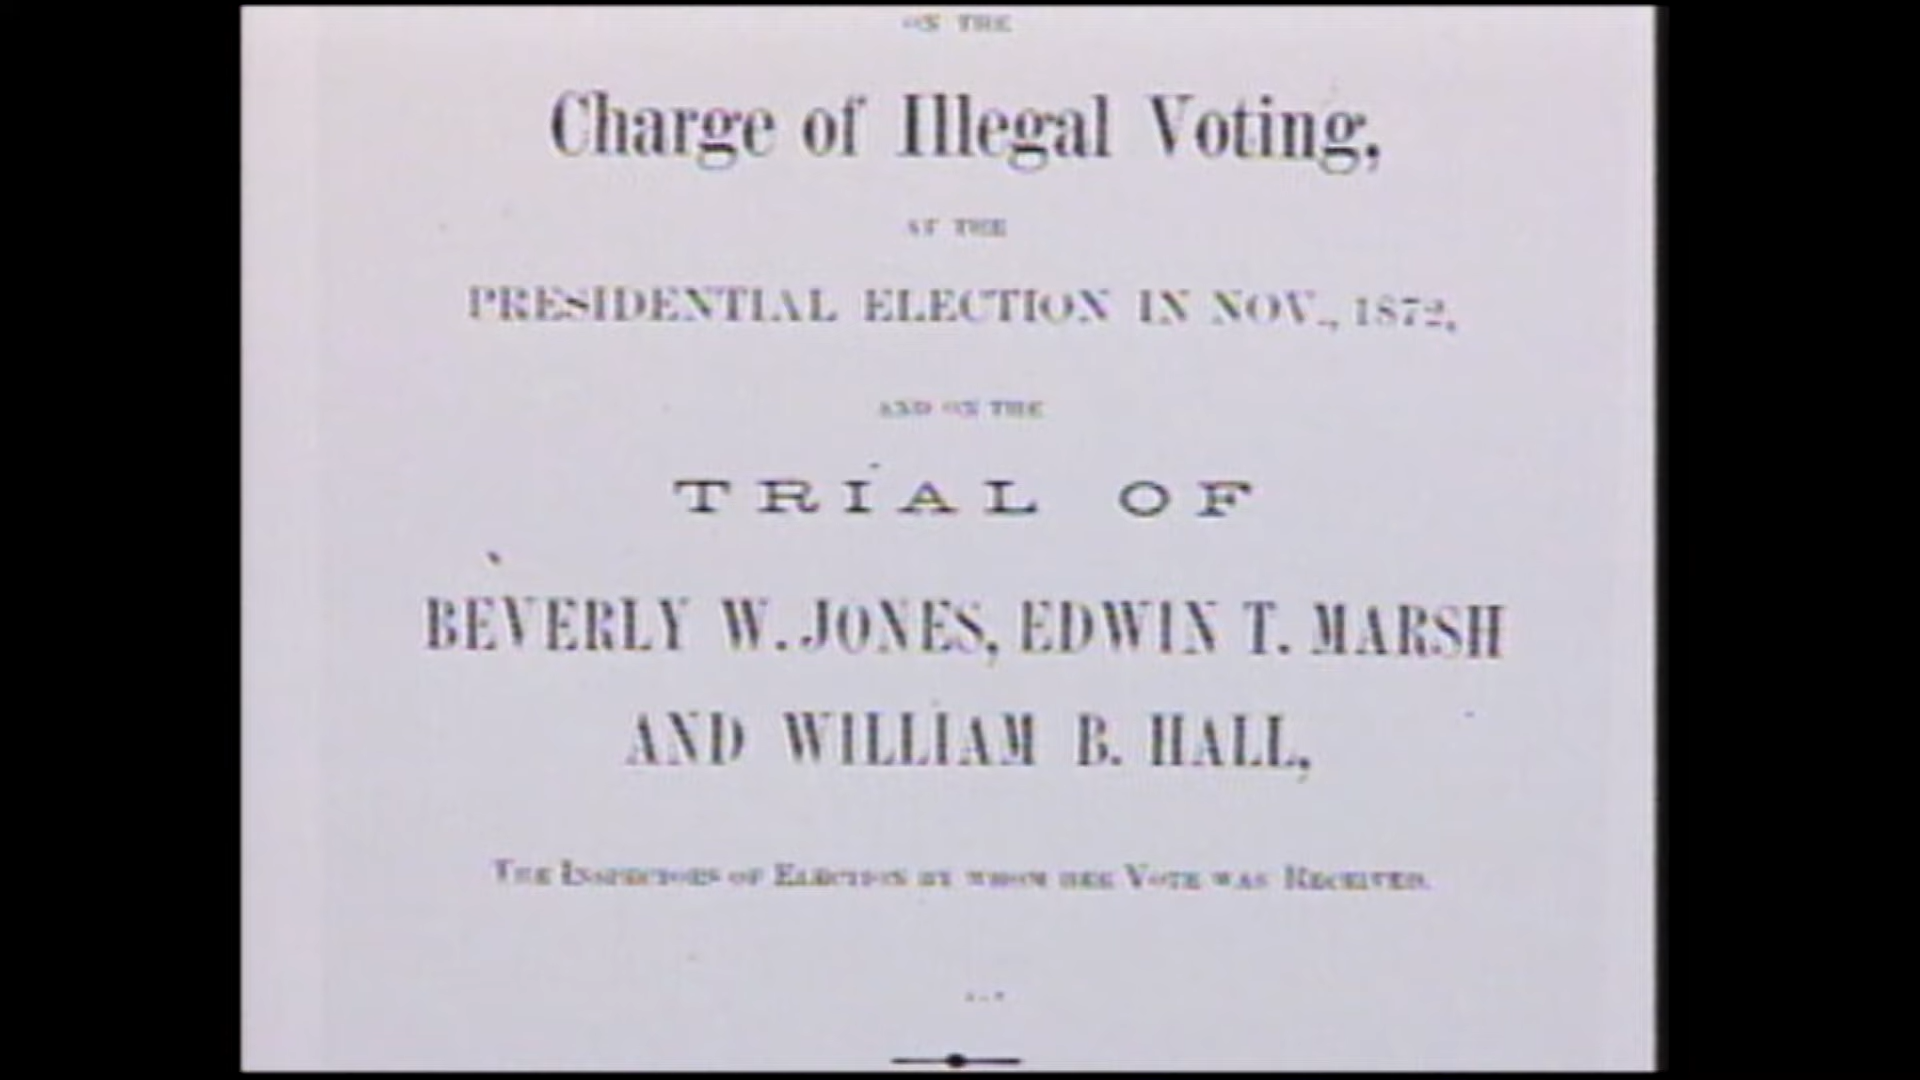 ON THE
Charge of Illegal Voting,
AT THE
PRESIDENTIAL ELECTION IN NOV., 1872,
AND ON THE
TRIAL OF
BEVERLY W. JONES, EDWIN T. MARSH
AND WILLIAM B. HALL,
THE INSPECTORS OF ELECTION BY WHOM HER VOTE WAS RECEIVED.